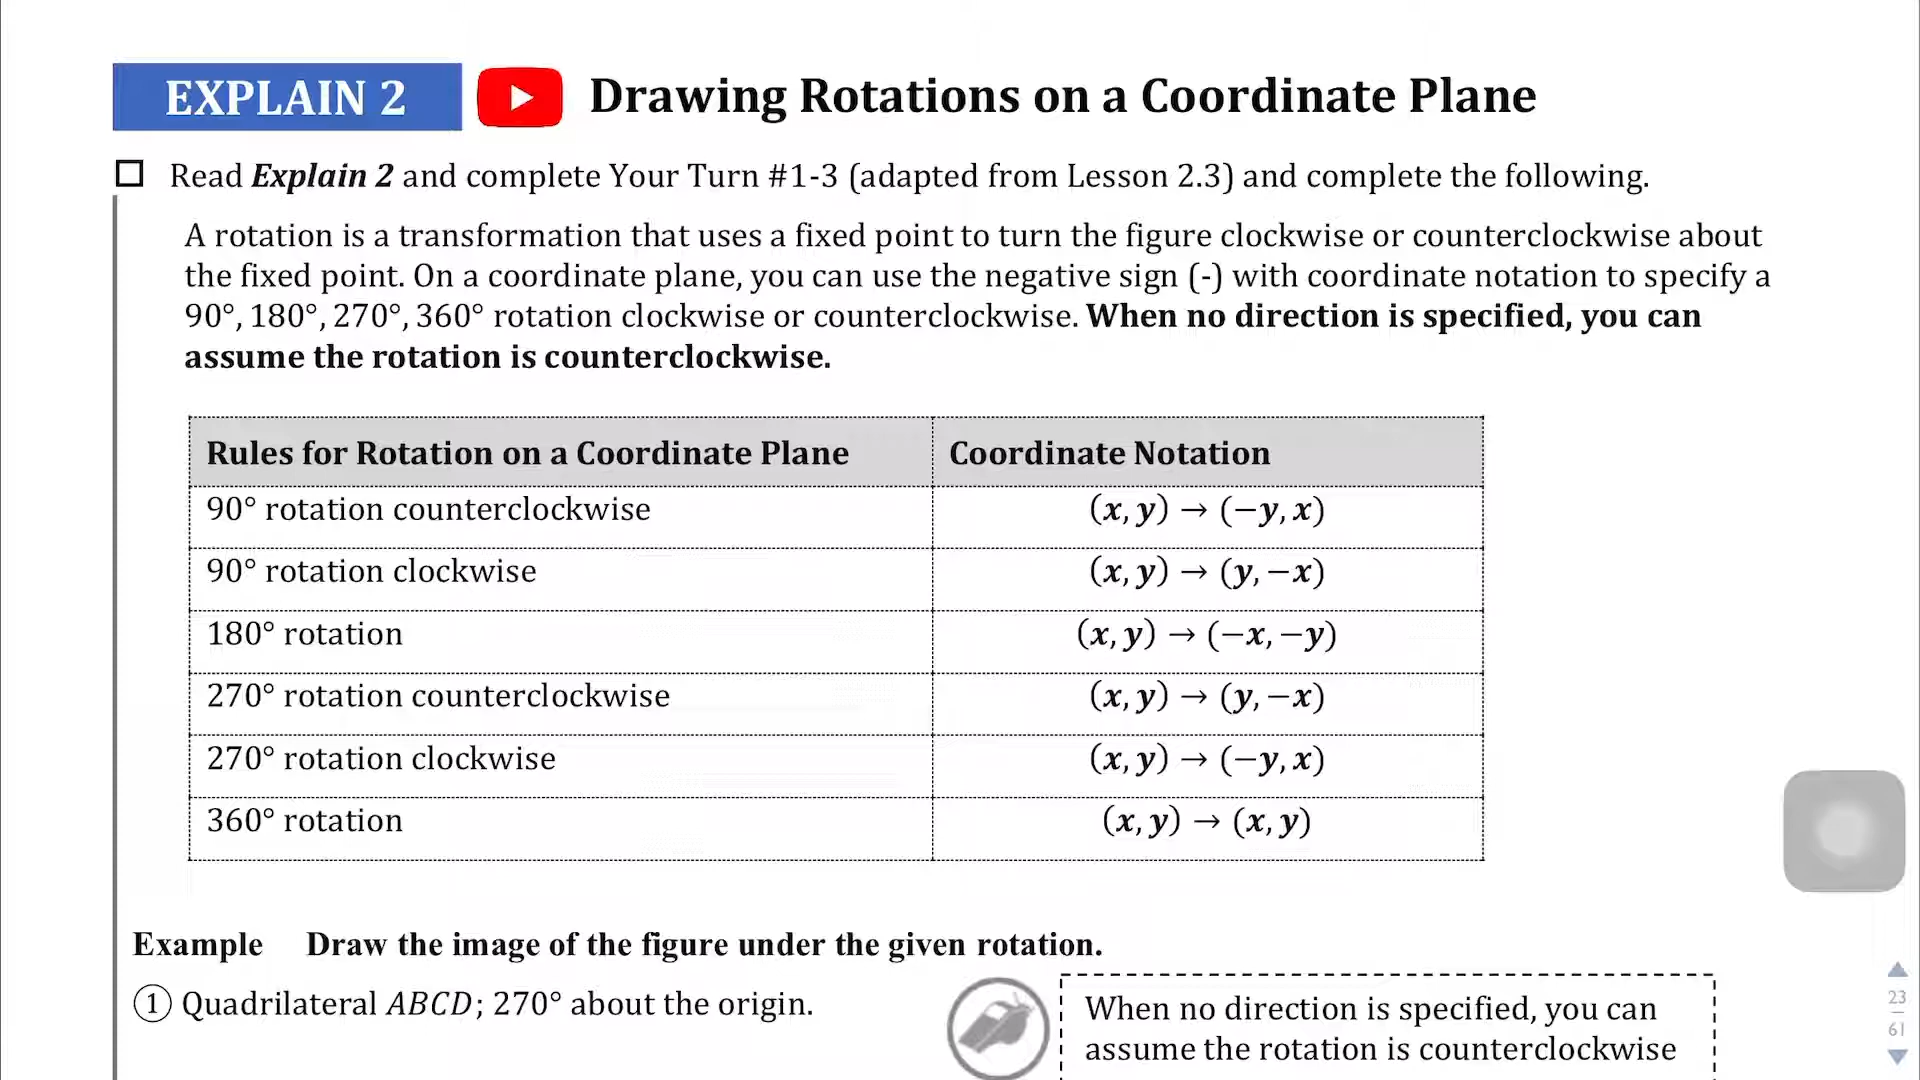 EXPLAIN 2 Drawing Rotations on a Coordinate Plane
Read Explain 2 and complete Your Turn #1-3 (adapted from Lesson 2.3) and complete the following.
A rotation is a transformation that uses a fixed point to turn the figure clockwise or counterclockwise about
the fixed point. On a coordinate plane, you can use the negative sign (-) with coordinate notation to specify a
90°, 180°, 270°, 360° rotation clockwise or counterclockwise. When no direction is specified, you can
assume the rotation is counterclockwise.
Rules for Rotation on a Coordinate Plane Coordinate Notation
90° rotation counterclockwise (x, y) → (−y, x)
90° rotation clockwise (x, y) → (y, −x)
180° rotation (x, y) → (−x, −y)
270° rotation counterclockwise (x, y) → (y, −x)
270° rotation clockwise (x, y) → (−y, x)
360° rotation (x, y) → (x, y)
Example Draw the image of the figure under the given rotation.
① Quadrilateral ABCD; 270° about the origin.
When no direction is specified, you can
assume the rotation is counterclockwise
23
61